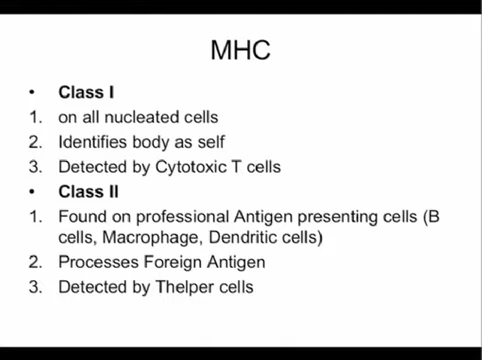 MHC
• Class I
1. on all nucleated cells
2. Identifies body as self
3. Detected by Cytotoxic T cells
• Class II
1. Found on professional Antigen presenting cells (B
cells, Macrophage, Dendritic cells)
2. Processes Foreign Antigen
3. Detected by Thelper cells